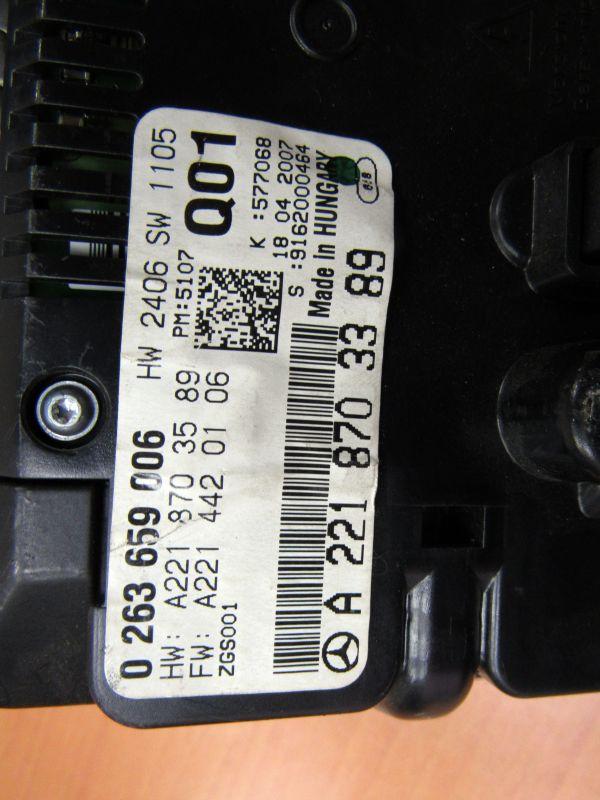 0 263 659 006 HW 2406 SW 1105
HW: A221 870 35 89 PM:5107 Q01
FW: A221 442 01 06
ZGS001
K :577068
18 04 2007
S :9162000464
Made in HUNGARY
A 221 870 33 89